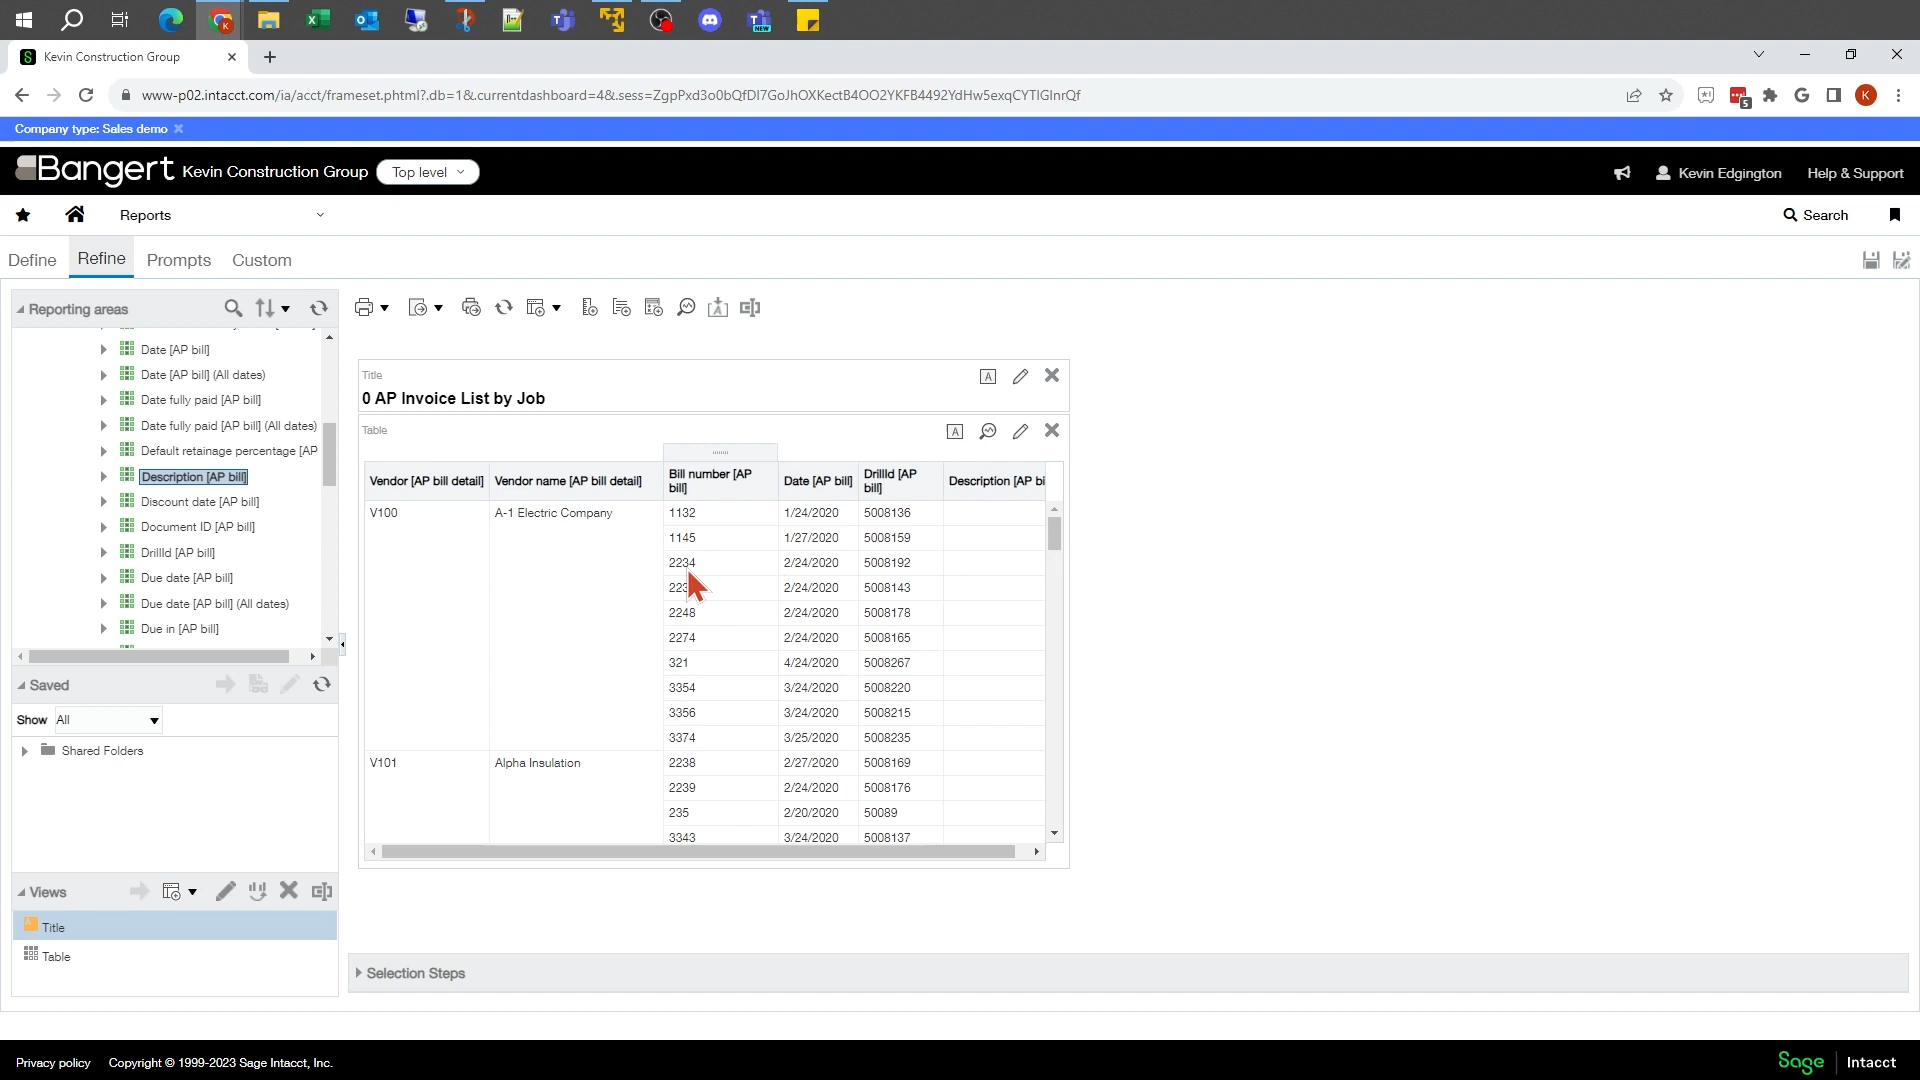 Kevin Construction Group
www-p02.intacct.com/ia/acct/frameset.phtml?.db=1&.currentdashboard=4&.sess=ZgpPxd3o0bQfDI7GoJhOXKectB4OO2YKFB4492YdHw5exqCYTIGInrQf
5
K
Company type: Sales demo
Bangert Kevin Construction Group Top level
Kevin Edgington Help & Support
Reports
Search
Define Refine Prompts Custom
Reporting areas
Date [AP bill]
Date [AP bill] (All dates)
Date fully paid [AP bill]
Date fully paid [AP bill] (All dates)
Default retainage percentage [AP
Description [AP bill]
Discount date [AP bill]
Document ID [AP bill]
DrillId [AP bill]
Due date [AP bill]
Due date [AP bill] (All dates)
Due in [AP bill]
Saved
Show All
Shared Folders
Views
Title
Table
Title
0 AP Invoice List by Job
Table
Vendor [AP bill detail] Vendor name [AP bill detail] Bill number [AP bill] Date [AP bill] DrillId [AP bill] Description [AP bi
V100 A-1 Electric Company 1132 1/24/2020 5008136
1145 1/27/2020 5008159
2234 2/24/2020 5008192
2/24/2020 5008143
2248 2/24/2020 5008178
2274 2/24/2020 5008165
321 4/24/2020 5008267
3354 3/24/2020 5008220
3356 3/24/2020 5008215
3374 3/25/2020 5008235
V101 Alpha Insulation 2238 2/27/2020 5008169
2239 2/24/2020 5008176
235 2/20/2020 50089
3343 3/24/2020 5008137
Selection Steps
Privacy policy Copyright © 1999-2023 Sage Intacct, Inc.
Sage Intacct